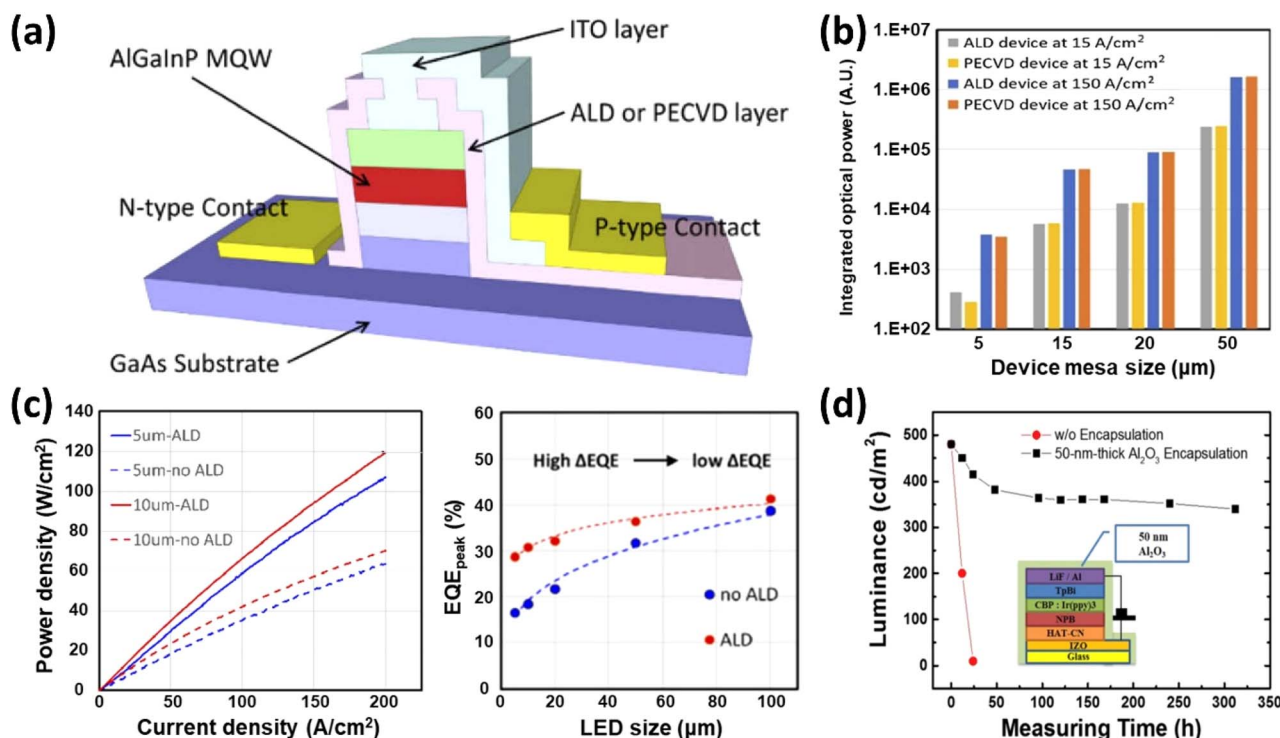 (a)
ITO layer
AlGaInP MQW
ALD or PECVD layer
N-type Contact
P-type Contact
GaAs Substrate
(b)
Integrated optical power (A.U.)
1.E+07
1.E+06
1.E+05
1.E+04
1.E+03
1.E+02
ALD device at 15 A/cm²
PECVD device at 15 A/cm²
ALD device at 150 A/cm²
PECVD device at 150 A/cm²
5 15 20 50
Device mesa size (µm)
(c)
Power density (W/cm²)
140
120
100
80
60
40
20
0
5um-ALD
5um-no ALD
10um-ALD
10um-no ALD
0 50 100 150 200
Current density (A/cm²)
EQEpeak (%)
60
50
40
30
20
10
0
High ΔEQE
low ΔEQE
no ALD
ALD
0 20 40 60 80 100
LED size (µm)
(d)
Luminance (cd/m²)
500
400
300
200
100
0
w/o Encapsulation
50-nm-thick Al₂O₃ Encapsulation
50 nm
Al₂O₃
LiF / Al
TpBi
CBP : Ir(ppy)3
NPB
HAT-CN
IZO
Glass
0 50 100 150 200 250 300 350
Measuring Time (h)